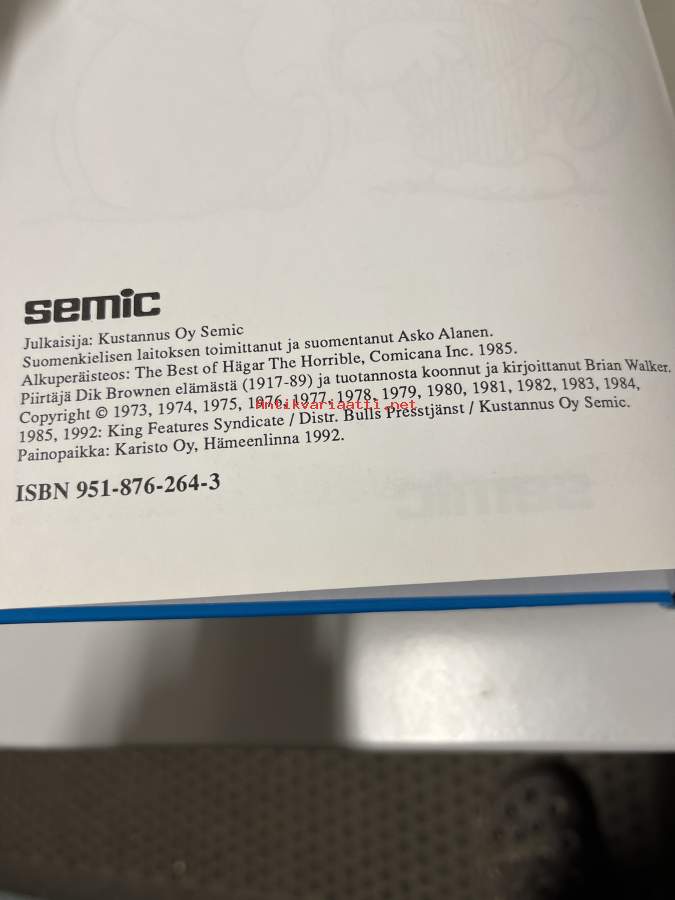 semic
Julkaisija: Kustannus Oy Semic
Suomenkielisen laitoksen toimittanut ja suomentanut Asko Alanen.
Alkuperäisteos: The Best of Hägar The Horrible, Comicana Inc. 1985.
Piirtäjä Dik Brownen elämästä (1917-89) ja tuotannosta koonnut ja kirjoittanut Brian Walker.
Copyright © 1973, 1974, 1975, 1976, 1977, 1978, 1979, 1980, 1981, 1982, 1983, 1984,
Antikvariaatti.net
1985, 1992: King Features Syndicate / Distr. Bulls Presstjänst / Kustannus Oy Semic.
Painopaikka: Karisto Oy, Hämeenlinna 1992.
ISBN 951-876-264-3